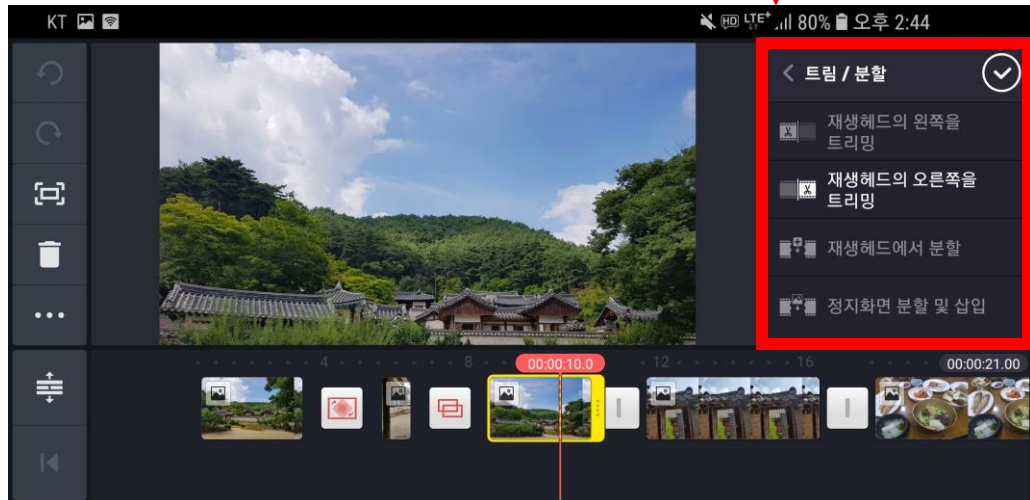 KT HD LTE+ 80% 오후 2:44
트림 / 분할
재생헤드의 왼쪽을
트리밍
재생헤드의 오른쪽을
트리밍
재생헤드에서 분할
정지화면 분할 및 삽입
4 8 00:00:10.0 12 16 00:00:21.00